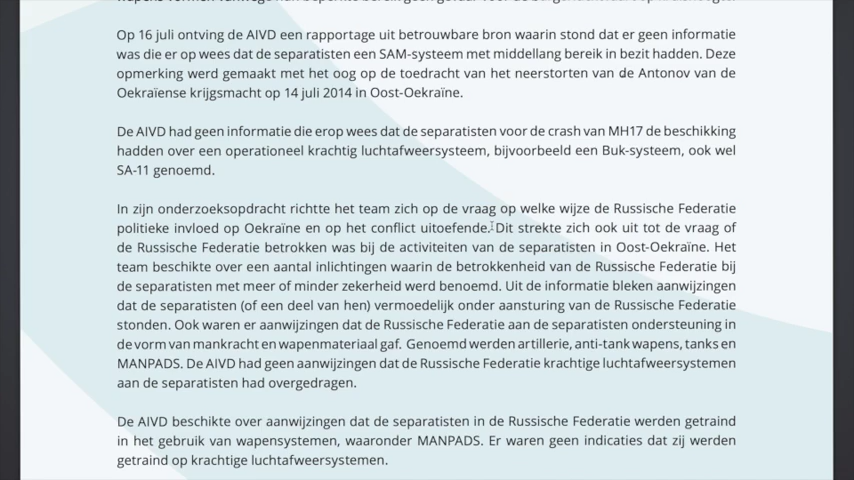 Op 16 juli ontving de AIVD een rapportage uit betrouwbare bron waarin stond dat er geen informatie
was die er op wees dat de separatisten een SAM-systeem met middellang bereik in bezit hadden. Deze
opmerking werd gemaakt met het oog op de toedracht van het neerstorten van de Antonov van de
Oekraïense krijgsmacht op 14 juli 2014 in Oost-Oekraïne.
De AIVD had geen informatie die erop wees dat de separatisten voor de crash van MH17 de beschikking
hadden over een operationeel krachtig luchtafweersysteem, bijvoorbeeld een Buk-systeem, ook wel
SA-11 genoemd.
In zijn onderzoeksopdracht richtte het team zich op de vraag op welke wijze de Russische Federatie
politieke invloed op Oekraïne en op het conflict uitoefende. Dit strekte zich ook uit tot de vraag of
de Russische Federatie betrokken was bij de activiteiten van de separatisten in Oost-Oekraïne. Het
team beschikte over een aantal inlichtingen waarin de betrokkenheid van de Russische Federatie bij
de separatisten met meer of minder zekerheid werd benoemd. Uit de informatie bleken aanwijzingen
dat de separatisten (of een deel van hen) vermoedelijk onder aansturing van de Russische Federatie
stonden. Ook waren er aanwijzingen dat de Russische Federatie aan de separatisten ondersteuning in
de vorm van mankracht en wapenmateriaal gaf. Genoemd werden artillerie, anti-tank wapens, tanks en
MANPADS. De AIVD had geen aanwijzingen dat de Russische Federatie krachtige luchtafweersystemen
aan de separatisten had overgedragen.
De AIVD beschikte over aanwijzingen dat de separatisten in de Russische Federatie werden getraind
in het gebruik van wapensystemen, waaronder MANPADS. Er waren geen indicaties dat zij werden
getraind op krachtige luchtafweersystemen.